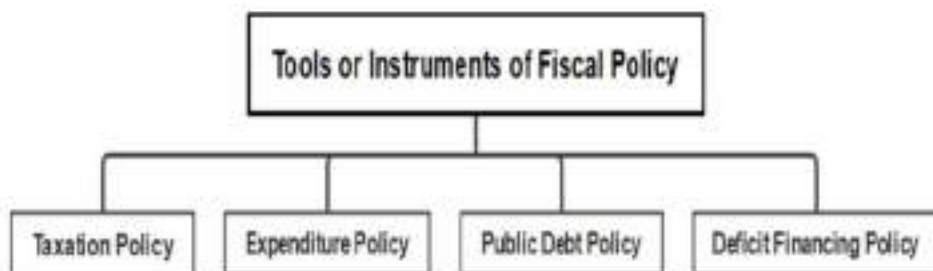 Tools or Instruments of Fiscal Policy
Taxation Policy
Expenditure Policy
Public Debt Policy
Deficit Financing Policy